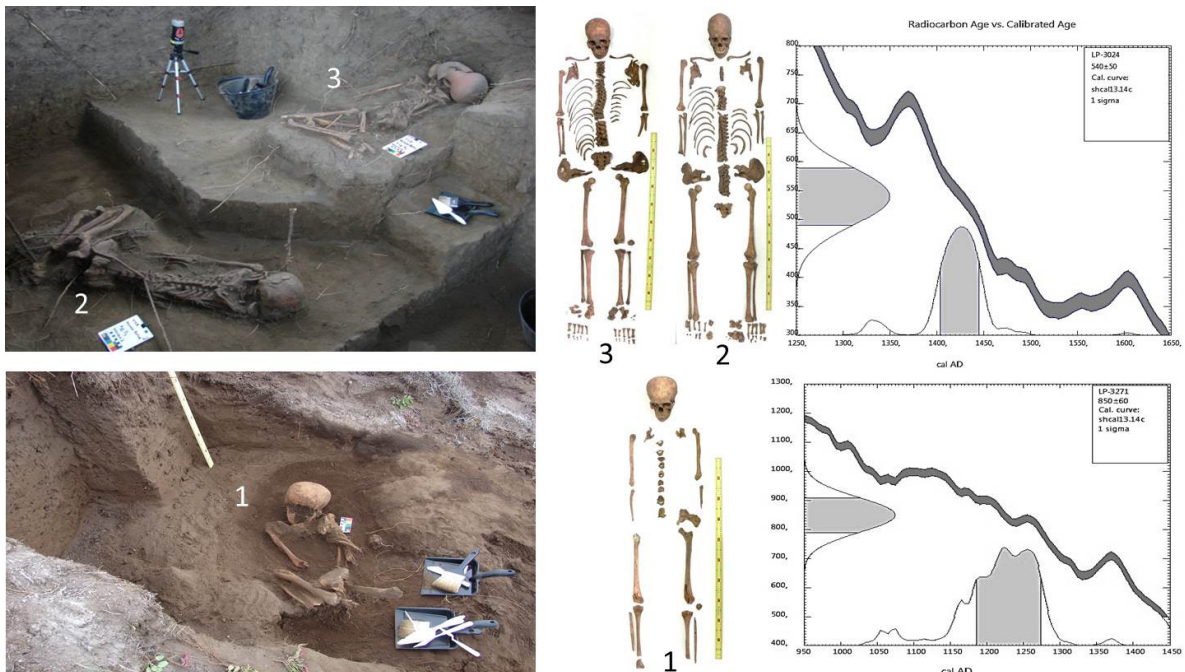 3
2
3
2
Radiocarbon Age vs. Calibrated Age
LP-3024
540±50
Cal. curve:
shcal13.14c
1 sigma
800
750
700
650
600
550
500
450
400
350
300
1250, 1300 1350 1400 1450 1500 1550 1600 1650,
cal AD
1
1
LP-3271
850±60
Cal. curve:
shcal13.14c
1 sigma
1300,
1200,
1100,
1000,
900,
800,
700,
600,
500,
400
950 1000 1050 1100 1150 1200 1250 1300 1350 1400 1450
cal AD